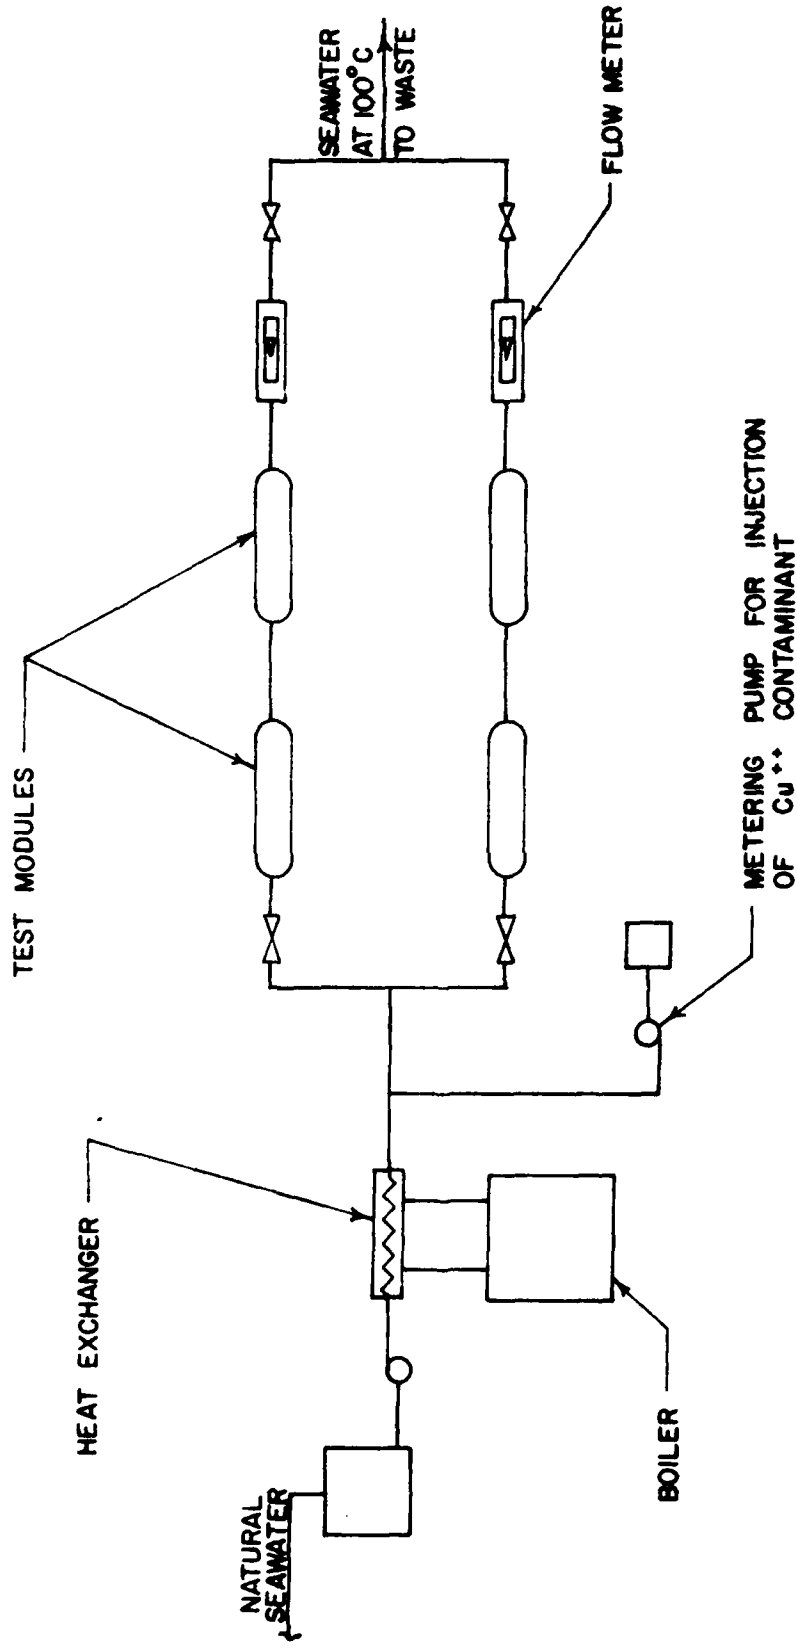 NATURAL
SEAWATER
HEAT EXCHANGER
BOILER
TEST MODULES
METERING PUMP FOR INJECTION
OF Cu++ CONTAMINANT
FLOW METER
SEAWATER
AT 100°C
TO WASTE